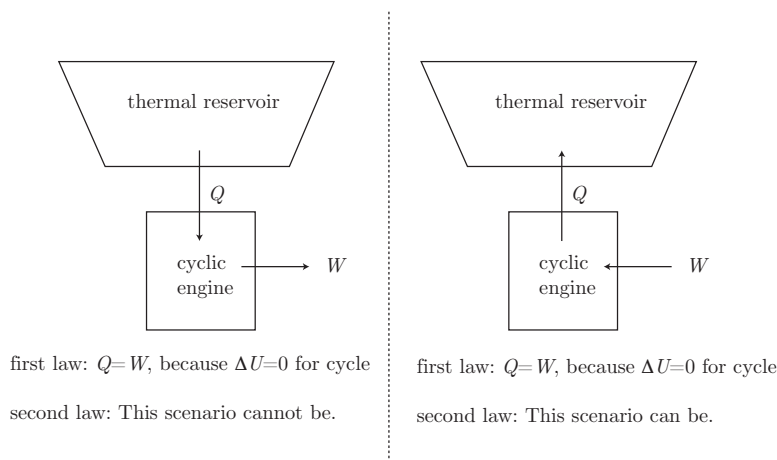 thermal reservoir
Q
cyclic
engine
W
first law: Q=W, because ΔU=0 for cycle
second law: This scenario cannot be.
thermal reservoir
Q
cyclic
engine
W
first law: Q=W, because ΔU=0 for cycle
second law: This scenario can be.